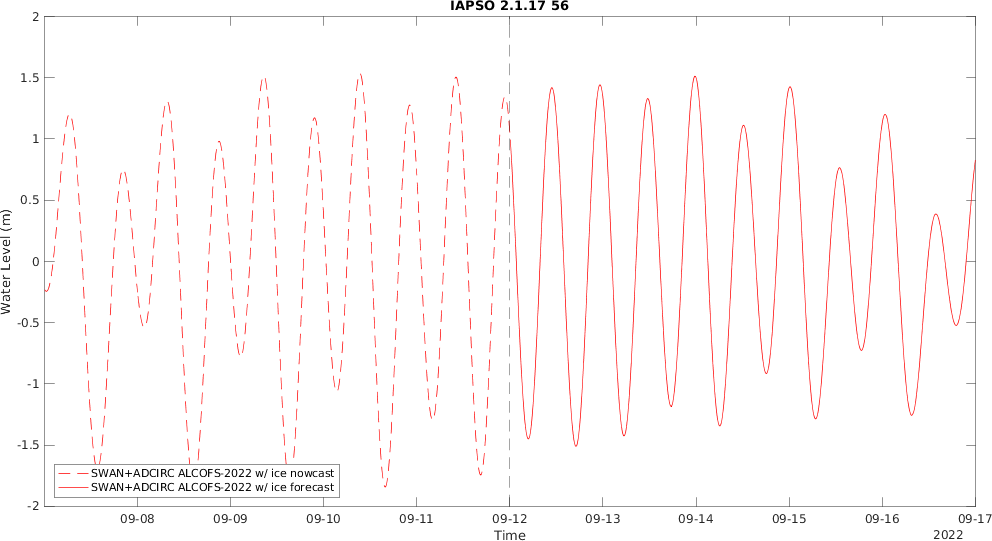 IAPSO 2.1.17 56
2
1.5
1
0.5
0
-0.5
-1
-1.5
-2
Water Level (m)
SWAN+ADCIRC ALCOFS-2022 w/ ice nowcast
SWAN+ADCIRC ALCOFS-2022 w/ ice forecast
09-08 09-09 09-10 09-11 09-12 09-13 09-14 09-15 09-16 09-17
Time
2022